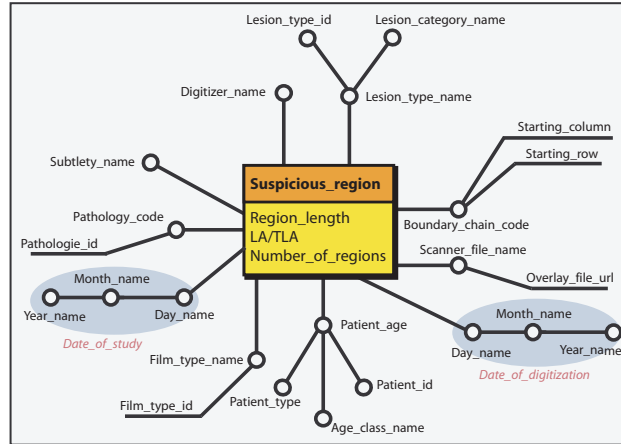 Lesion_type_id
Lesion_category_name
Digitizer_name
Lesion_type_name
Starting_column
Starting_row
Subtlety_name
Suspicious_region
Region_length
LA/TLA
Number_of_regions
Pathology_code
Boundary_chain_code
Pathologie_id
Scanner_file_name
Overlay_file_url
Month_name
Year_name
Day_name
Date_of_study
Month_name
Day_name
Year_name
Date_of_digitization
Patient_age
Film_type_name
Film_type_id
Patient_type
Patient_id
Age_class_name